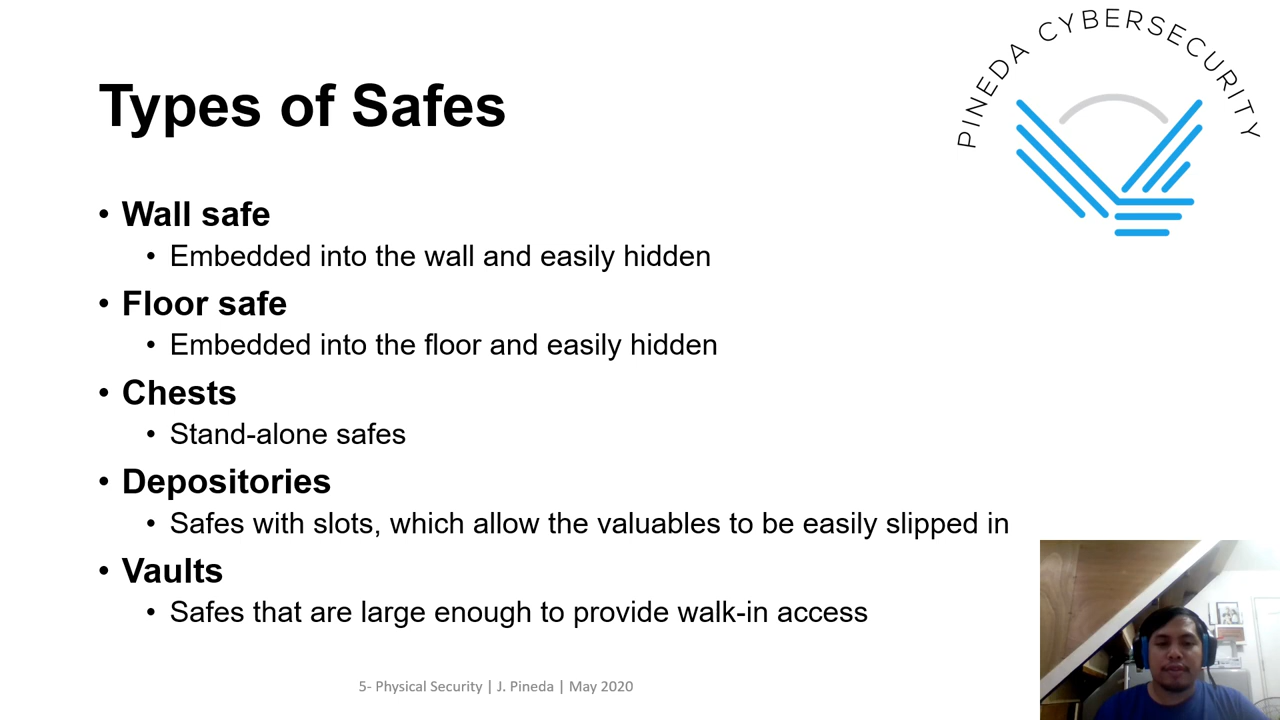 PINEDA CYBERSECURITY
Types of Safes
• Wall safe
• Embedded into the wall and easily hidden
• Floor safe
• Embedded into the floor and easily hidden
• Chests
• Stand-alone safes
• Depositories
• Safes with slots, which allow the valuables to be easily slipped in
• Vaults
• Safes that are large enough to provide walk-in access
5- Physical Security | J. Pineda | May 2020